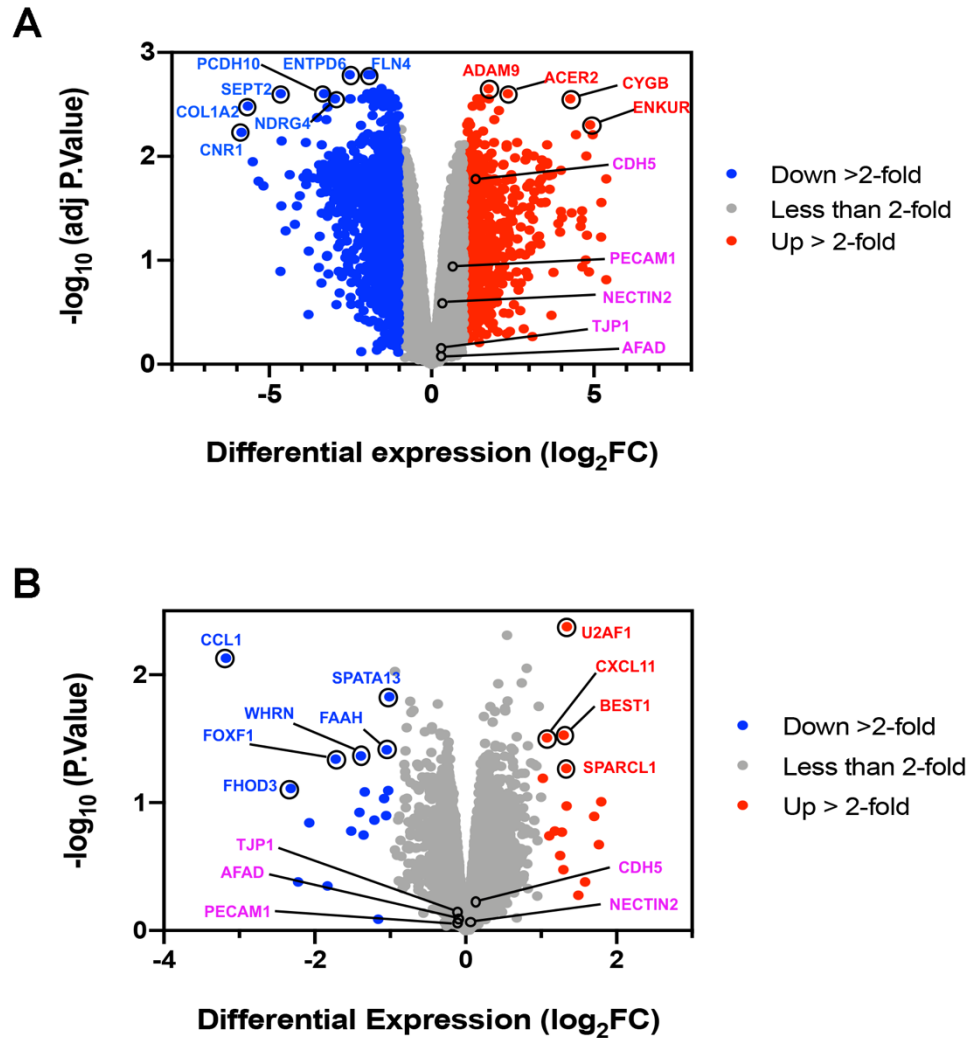 A
3
2
1
0
-log10 (adj P.Value)
PCDH10 ENTPD6 FLN4
SEPT2
COL1A2
NDRG4
CNR1
ADAM9 ACER2 CYGB
ENKUR
CDH5
PECAM1
NECTIN2
TJP1
AFAD
-5 0 5
Differential expression (log2FC)
Down >2-fold
Less than 2-fold
Up > 2-fold
B
2
1
0
-log10 (P.Value)
CCL1
SPATA13
WHRN
FAAH
FOXF1
FHOD3
TJP1
AFAD
PECAM1
U2AF1
CXCL11
BEST1
SPARCL1
CDH5
NECTIN2
-4 -2 0 2
Differential Expression (log2FC)
Down >2-fold
Less than 2-fold
Up > 2-fold